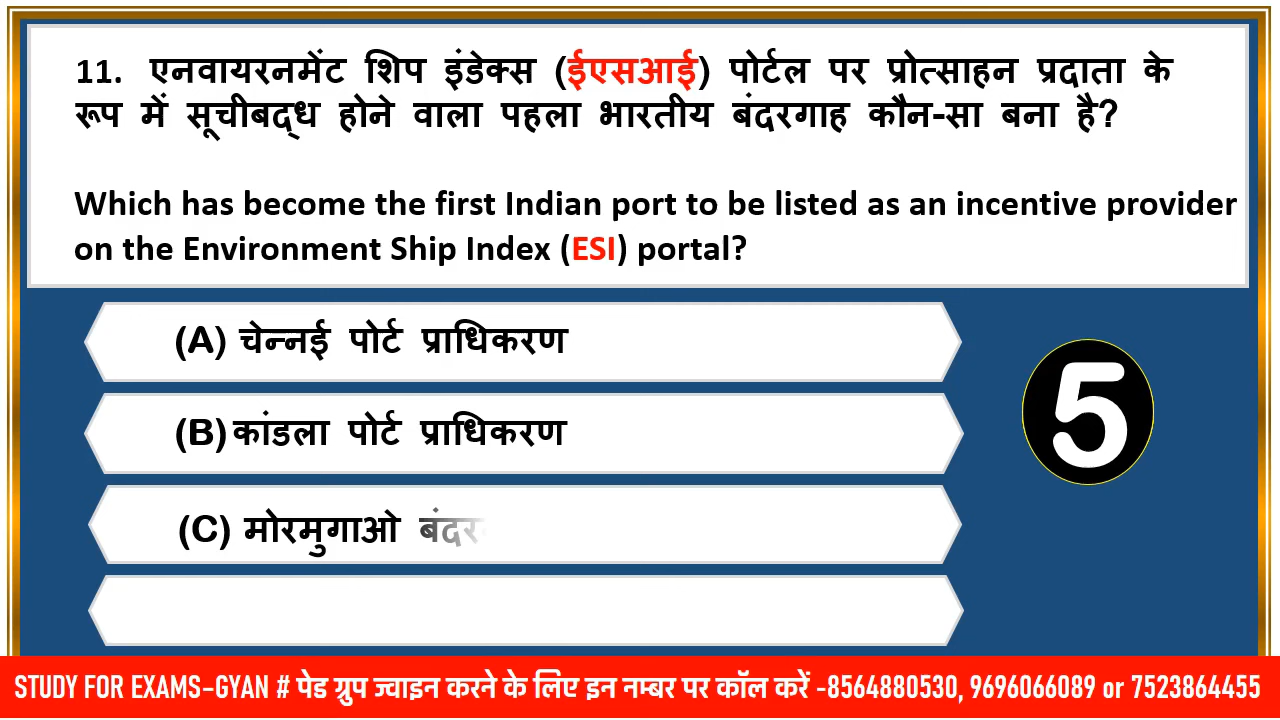 11. एनवायरनमेंट शिप इंडेक्स (ईएसआई) पोर्टल पर प्रोत्साहन प्रदाता के
रूप में सूचीबद्ध होने वाला पहला भारतीय बंदरगाह कौन-सा बना है?
Which has become the first Indian port to be listed as an incentive provider
on the Environment Ship Index (ESI) portal?
(A) चेन्नई पोर्ट प्राधिकरण
(B) कांडला पोर्ट प्राधिकरण
(C) मोरमुगाओ
5
STUDY FOR EXAMS-GYAN # पेड ग्रुप ज्वाइन करने के लिए इन नम्बर पर कॉल करें -8564880530, 9696066089 or 7523864455